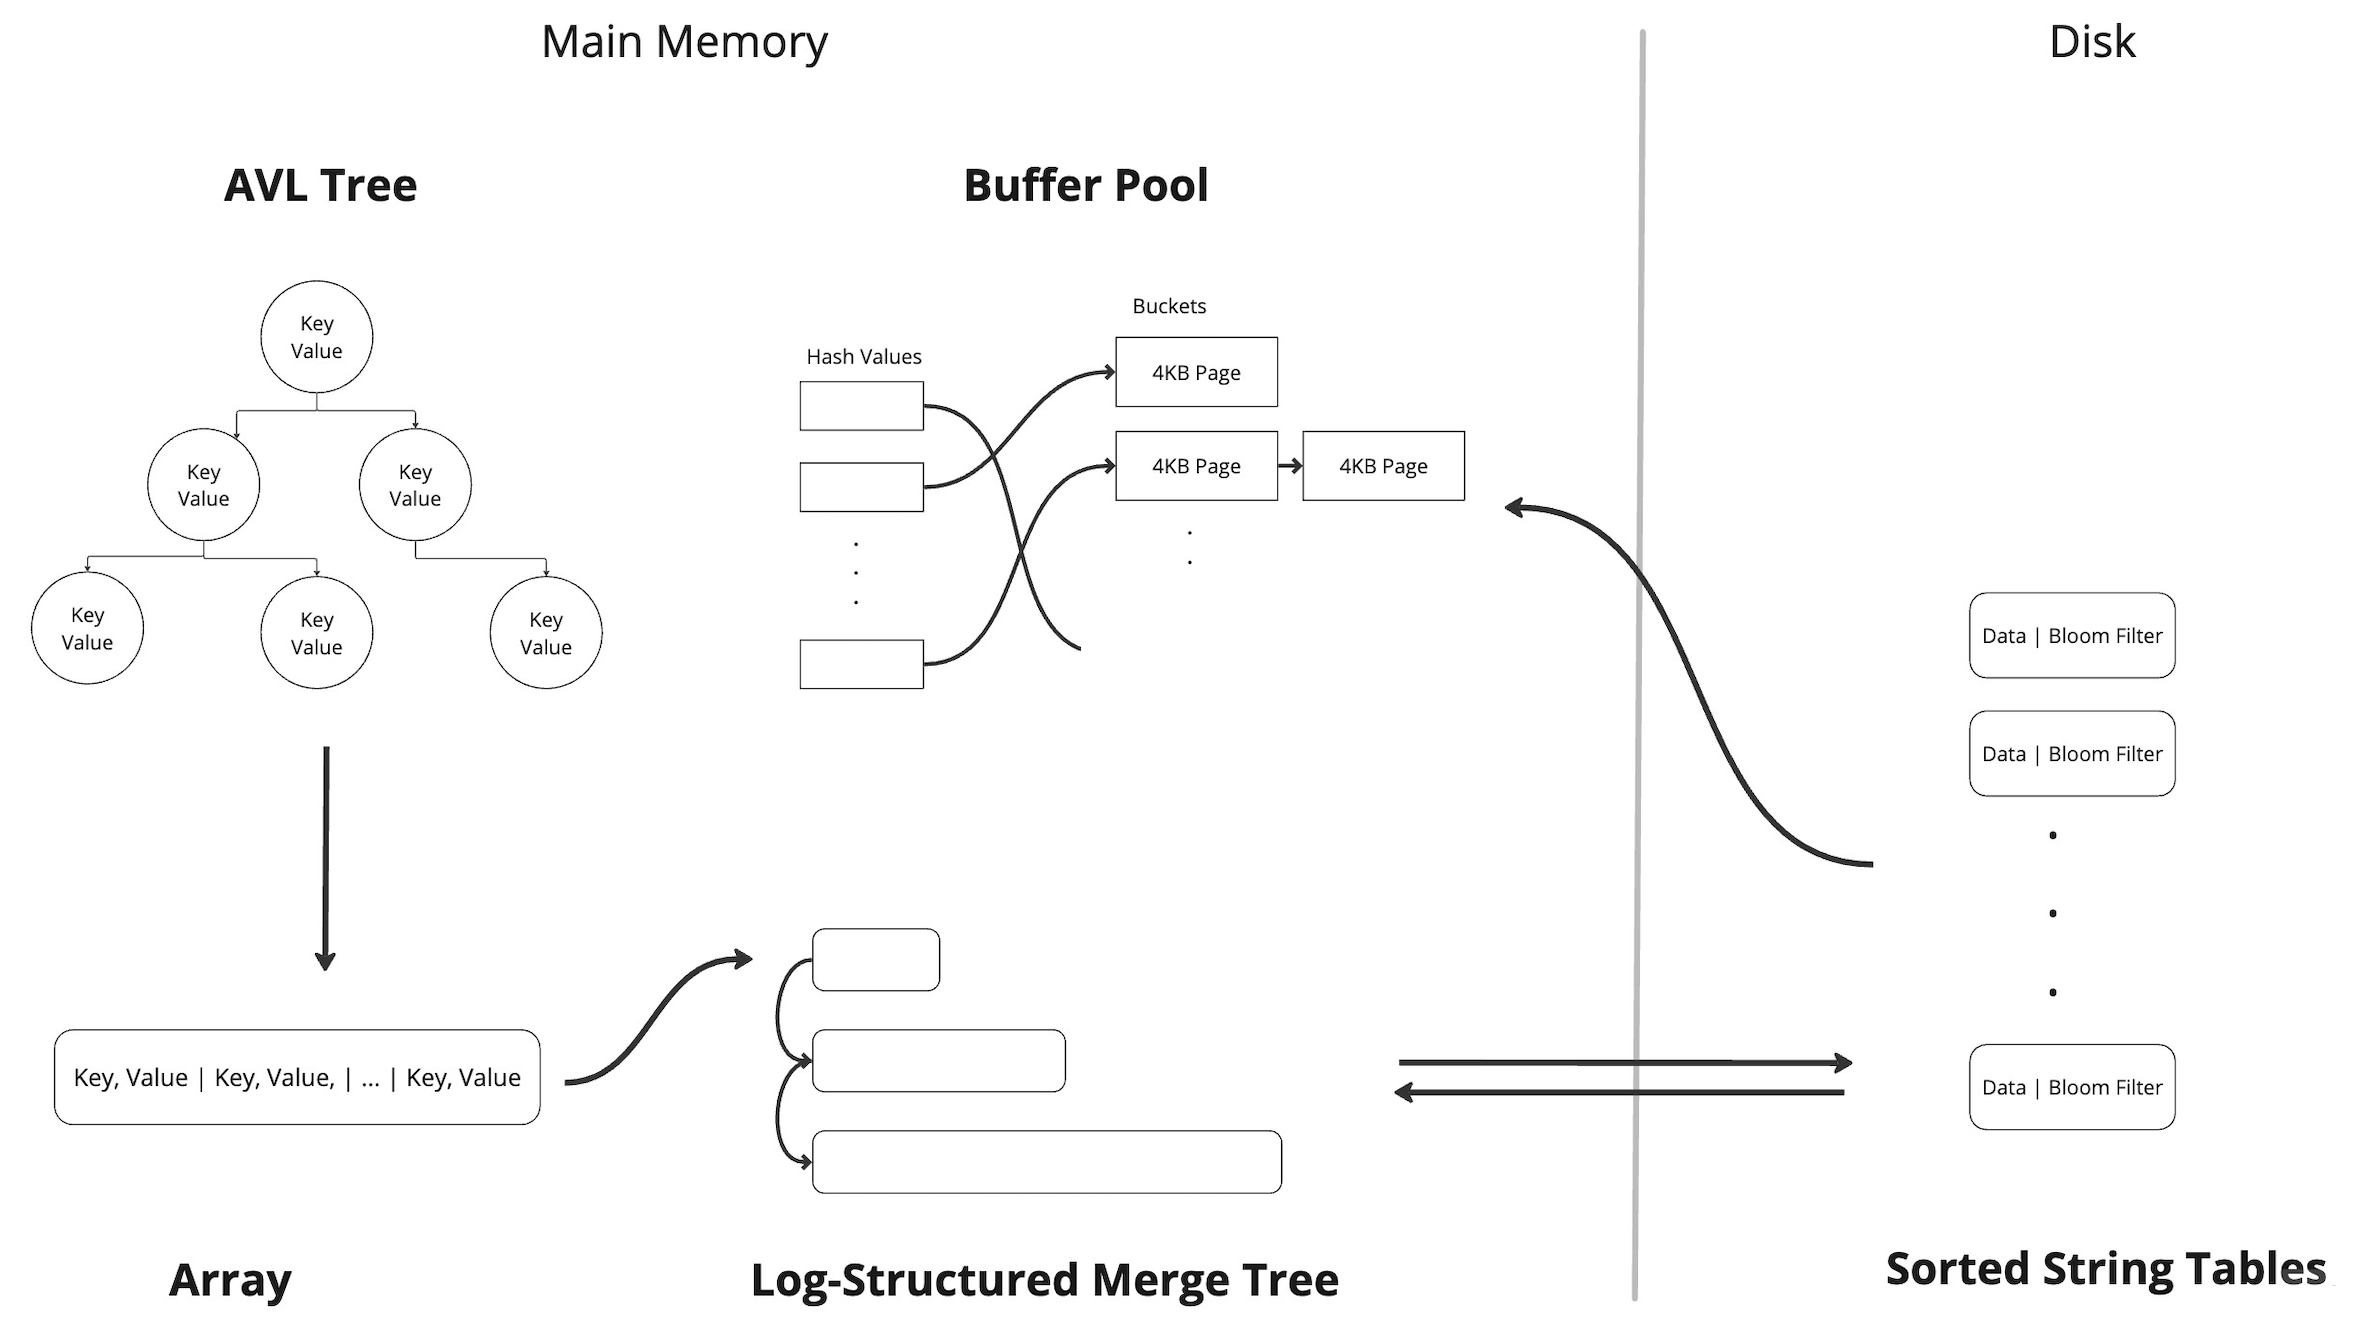 Main Memory
Disk
AVL Tree
Buffer Pool
Key
Value
Key
Value
Key
Value
Key
Value
Key
Value
Key
Value
Hash Values
Buckets
4KB Page
4KB Page
4KB Page
Data | Bloom Filter
Data | Bloom Filter
Data | Bloom Filter
Key, Value | Key, Value, | ... | Key, Value
Array
Log-Structured Merge Tree
Sorted String Tables